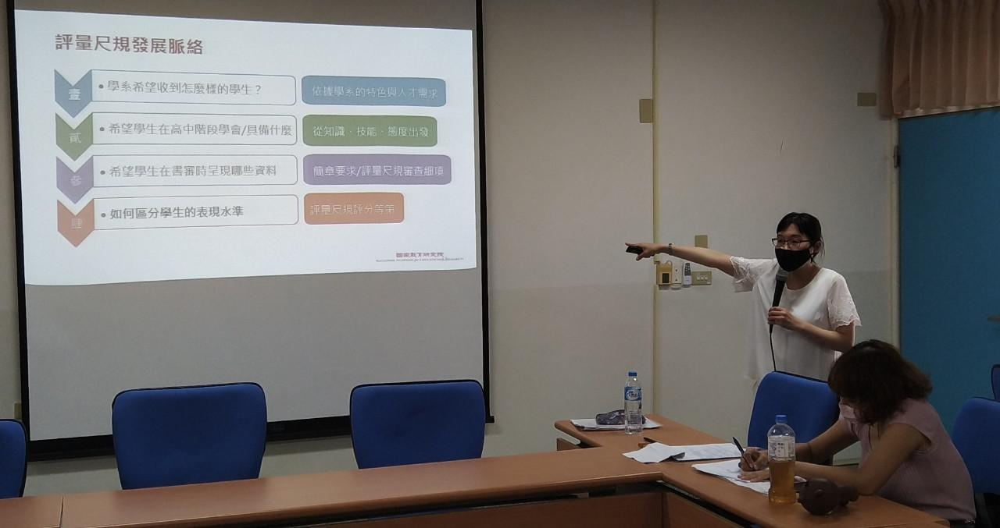 評量尺規發展脈絡
壹
• 學系希望收到怎麼樣的學生？
依據學系的特色與人才需求
貳
• 希望學生在高中階段學會/具備什麼
從知識、技能、態度出發
參
• 希望學生在書審時呈現哪些資料
簡章要求/評量尺規審查細項
肆
• 如何區分學生的表現水準
評量尺規評分等第
國家教育研究院
NATIONAL ACADEMY for EDUCATIONAL RESEARCH